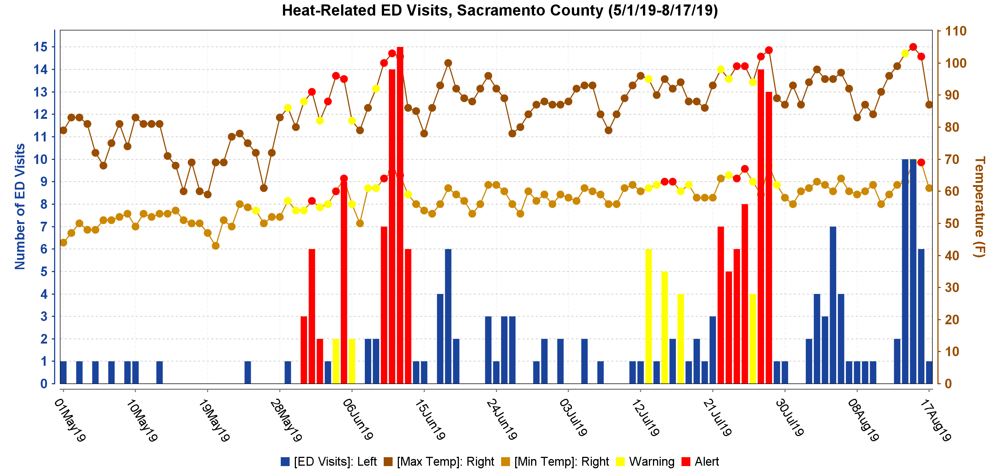 Heat-Related ED Visits, Sacramento County (5/1/19-8/17/19)
Number of ED Visits
15
14
13
12
11
10
9
8
7
6
5
4
3
2
1
0
110
100
90
80
70
60
50
40
30
20
10
0
Temperature (F)
01May19
10May19
19May19
28May19
06Jun19
15Jun19
24Jun19
03Jul19
12Jul19
21Jul19
30Jul19
08Aug19
17Aug19
[ED Visits]: Left [Max Temp]: Right [Min Temp]: Right Warning Alert